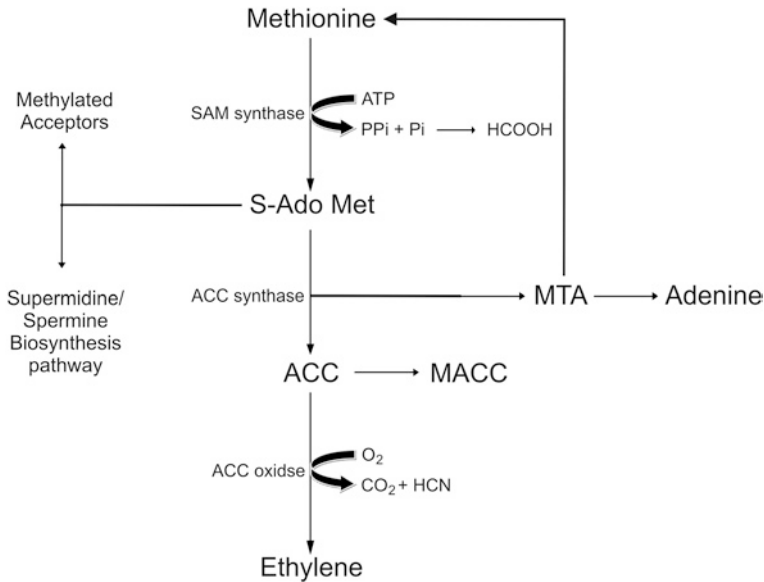 Methionine
Methylated
Acceptors
SAM synthase
ATP
PPi + Pi
HCOOH
S-Ado Met
Supermidine/
Spermine
Biosynthesis
pathway
ACC synthase
MTA
Adenine
ACC
MACC
ACC oxidse
O₂
CO₂ + HCN
Ethylene